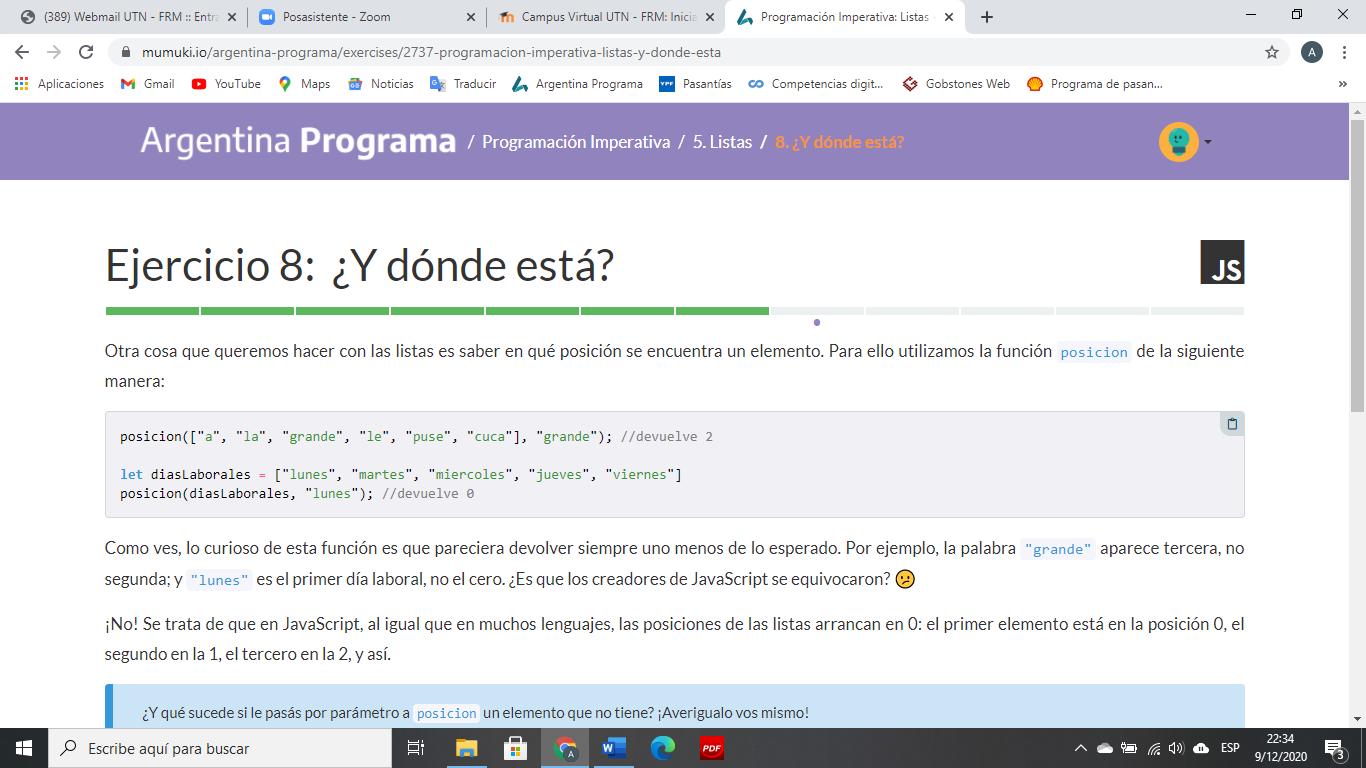 (389) Webmail UTN - FRM :: Entra
Posasistente - Zoom
Campus Virtual UTN - FRM: Inicia
Programación Imperativa: Listas
mumuki.io/argentina-programa/exercises/2737-programacion-imperativa-listas-y-donde-esta
A
Aplicaciones
Gmail
YouTube
Maps
Noticias
Traducir
Argentina Programa
YPF
Pasantías
Competencias digit...
Gobstones Web
Programa de pasan...
»
Argentina Programa / Programación Imperativa / 5. Listas / 8. ¿Y dónde está?
Ejercicio 8: ¿Y dónde está?
JS
Otra cosa que queremos hacer con las listas es saber en qué posición se encuentra un elemento. Para ello utilizamos la función posicion de la siguiente
manera:
posicion(["a", "la", "grande", "le", "puse", "cuca"], "grande"); //devuelve 2
let diasLaborales = ["lunes", "martes", "miercoles", "jueves", "viernes"]
posicion(diasLaborales, "lunes"); //devuelve 0
Como ves, lo curioso de esta función es que pareciera devolver siempre uno menos de lo esperado. Por ejemplo, la palabra "grande" aparece tercera, no
segunda; y "lunes" es el primer día laboral, no el cero. ¿Es que los creadores de JavaScript se equivocaron? 😕
¡No! Se trata de que en JavaScript, al igual que en muchos lenguajes, las posiciones de las listas arrancan en 0: el primer elemento está en la posición 0, el
segundo en la 1, el tercero en la 2, y así.
¿Y qué sucede si le pasás por parámetro a posicion un elemento que no tiene? ¡Averigualo vos mismo!
Escribe aquí para buscar
A
W
PDF
ESP
22:34
9/12/2020
3